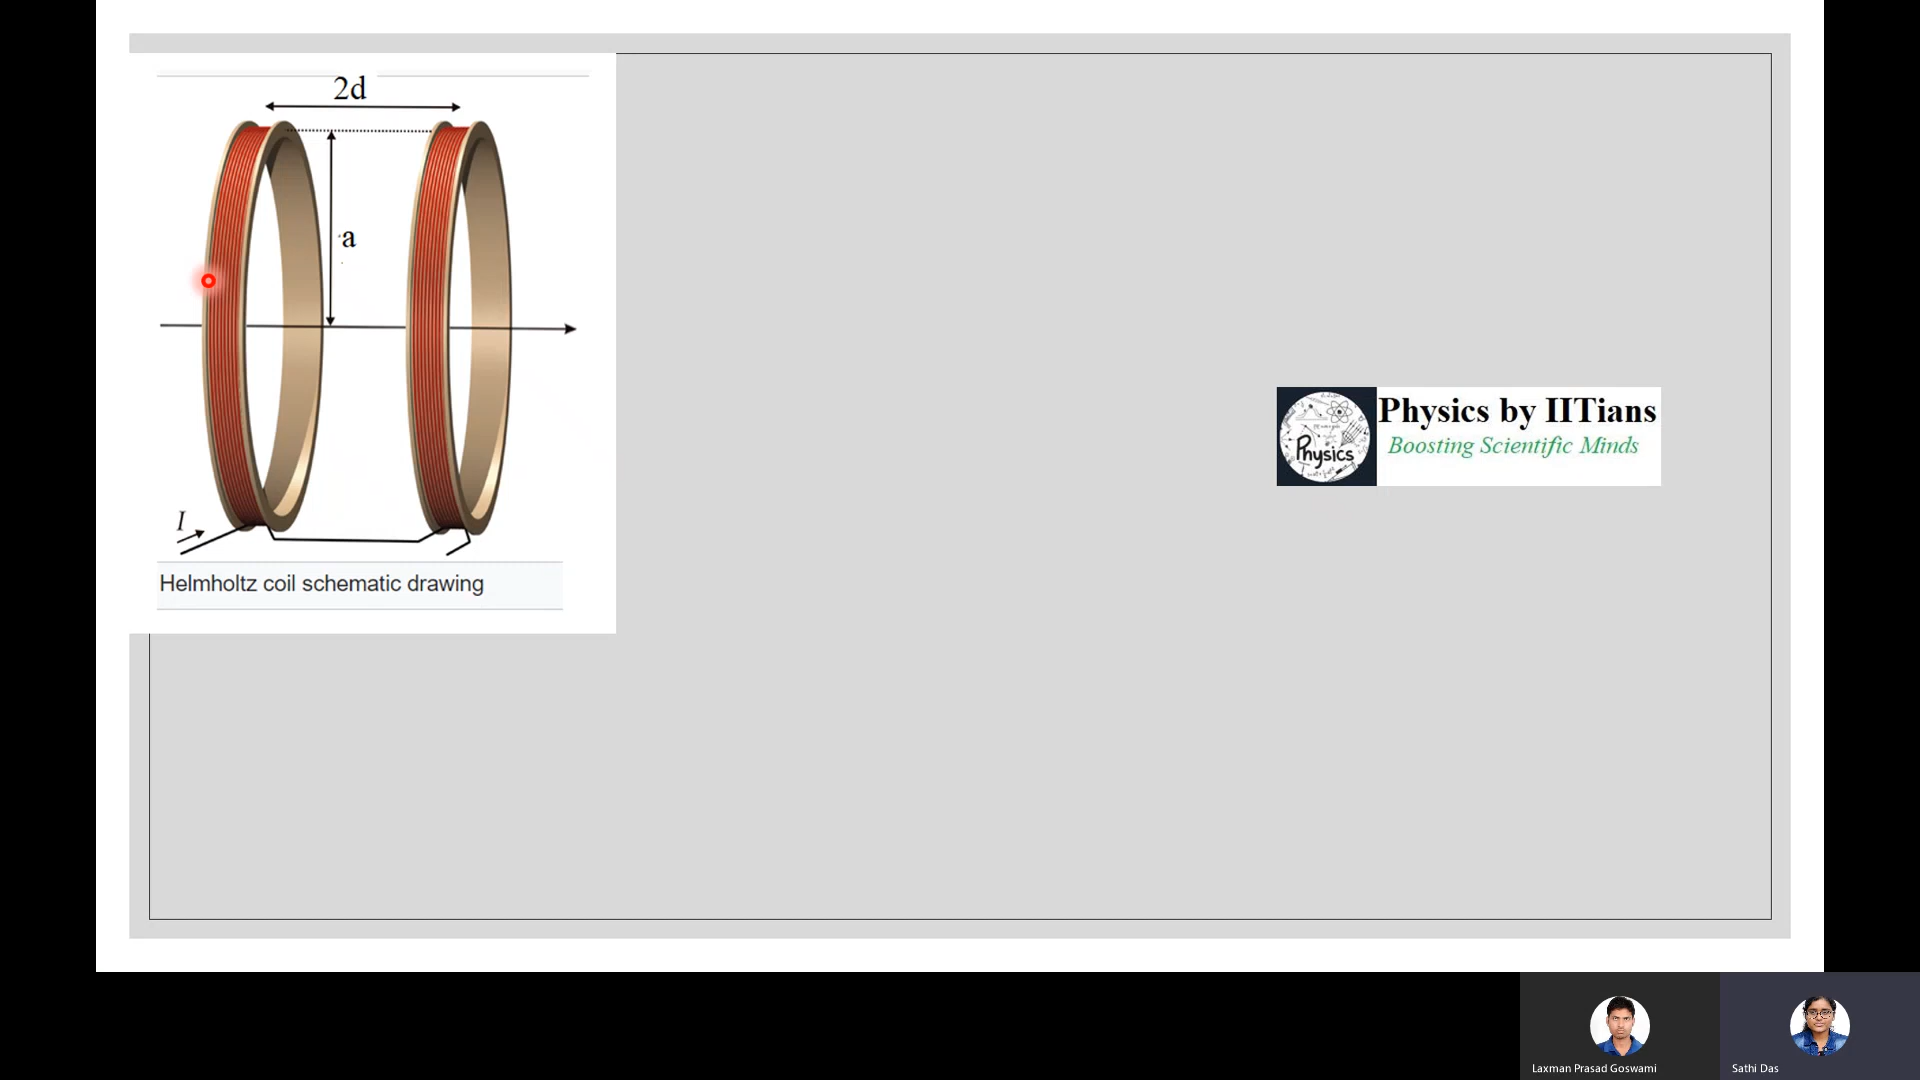 2d
a
I
Helmholtz coil schematic drawing
Physics by IITians
Boosting Scientific Minds
Physics
Laxman Prasad Goswami
Sathi Das